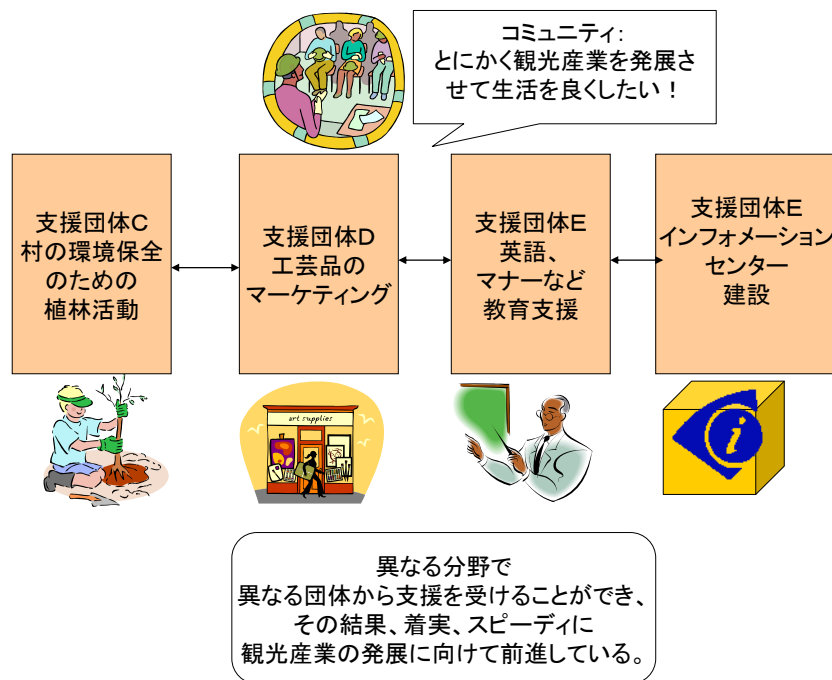 コミュニティ:
とにかく観光産業を発展さ
せて生活を良くしたい！
支援団体C
村の環境保全
のための
植林活動
支援団体D
工芸品の
マーケティング
支援団体E
英語、
マナーなど
教育支援
支援団体E
インフォメーション
センター
建設
art supplies
i
異なる分野で
異なる団体から支援を受けることができ、
その結果、着実、スピーディに
観光産業の発展に向けて前進している。